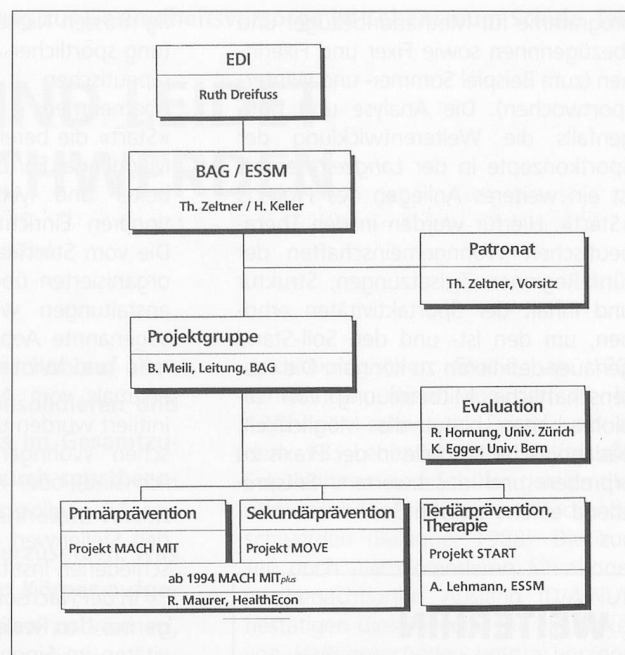 EDI
Ruth Dreifuss
BAG / ESSM
Th. Zeltner / H. Keller
Patronat
Th. Zeltner, Vorsitz
Projektgruppe
B. Meili, Leitung, BAG
Evaluation
R. Hornung, Univ. Zürich
K. Egger, Univ. Bern
Primärprävention
Projekt MACH MIT
Sekundärprävention
Projekt MOVE
ab 1994 MACH MITplus
R. Maurer, HealthEcon
Tertiärprävention,
Therapie
Projekt START
A. Lehmann, ESSM